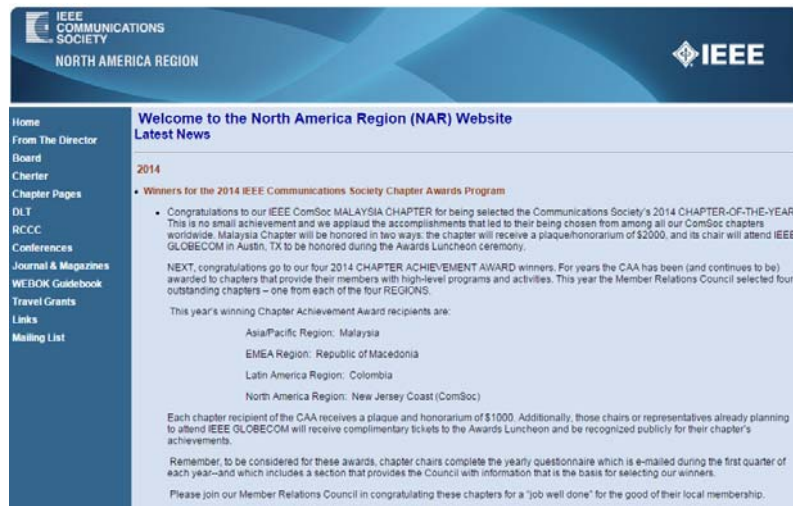 IEEE
COMMUNICATIONS
SOCIETY
NORTH AMERICA REGION
IEEE
Home
From The Director
Board
Cherter
Chapter Pages
DLT
RCCC
Conferences
Journal & Magazines
WEBOK Guidebook
Travel Grants
Links
Mailing List
Welcome to the North America Region (NAR) Website
Latest News
2014
• Winners for the 2014 IEEE Communications Society Chapter Awards Program
• Congratulations to our IEEE ComSoc MALAYSIA CHAPTER for being selected the Communications Society's 2014 CHAPTER-OF-THE-YEAR
This is no small achievement and we applaud the accomplishments that led to their being chosen from among all our ComSoc chapters
worldwide. Malaysia Chapter will be honored in two ways: the chapter will receive a plaque/honorarium of $2000, and its chair will attend IEEE
GLOBECOM in Austin, TX to be honored during the Awards Luncheon ceremony.
NEXT, congratulations go to our four 2014 CHAPTER ACHIEVEMENT AWARD winners. For years the CAA has been (and continues to be)
awarded to chapters that provide their members with high-level programs and activities. This year the Member Relations Council selected four
outstanding chapters – one from each of the four REGIONS.
This year's winning Chapter Achievement Award recipients are:
Asia/Pacific Region: Malaysia
EMEA Region: Republic of Macedonia
Latin America Region: Colombia
North America Region: New Jersey Coast (ComSoc)
Each chapter recipient of the CAA receives a plaque and honorarium of $1000. Additionally, those chairs or representatives already planning
to attend IEEE GLOBECOM will receive complimentary tickets to the Awards Luncheon and be recognized publicly for their chapter's
achievements.
Remember, to be considered for these awards, chapter chairs complete the yearly questionnaire which is e-mailed during the first quarter of
each year--and which includes a section that provides the Council with information that is the basis for selecting our winners.
Please join our Member Relations Council in congratulating these chapters for a "job well done" for the good of their local membership.